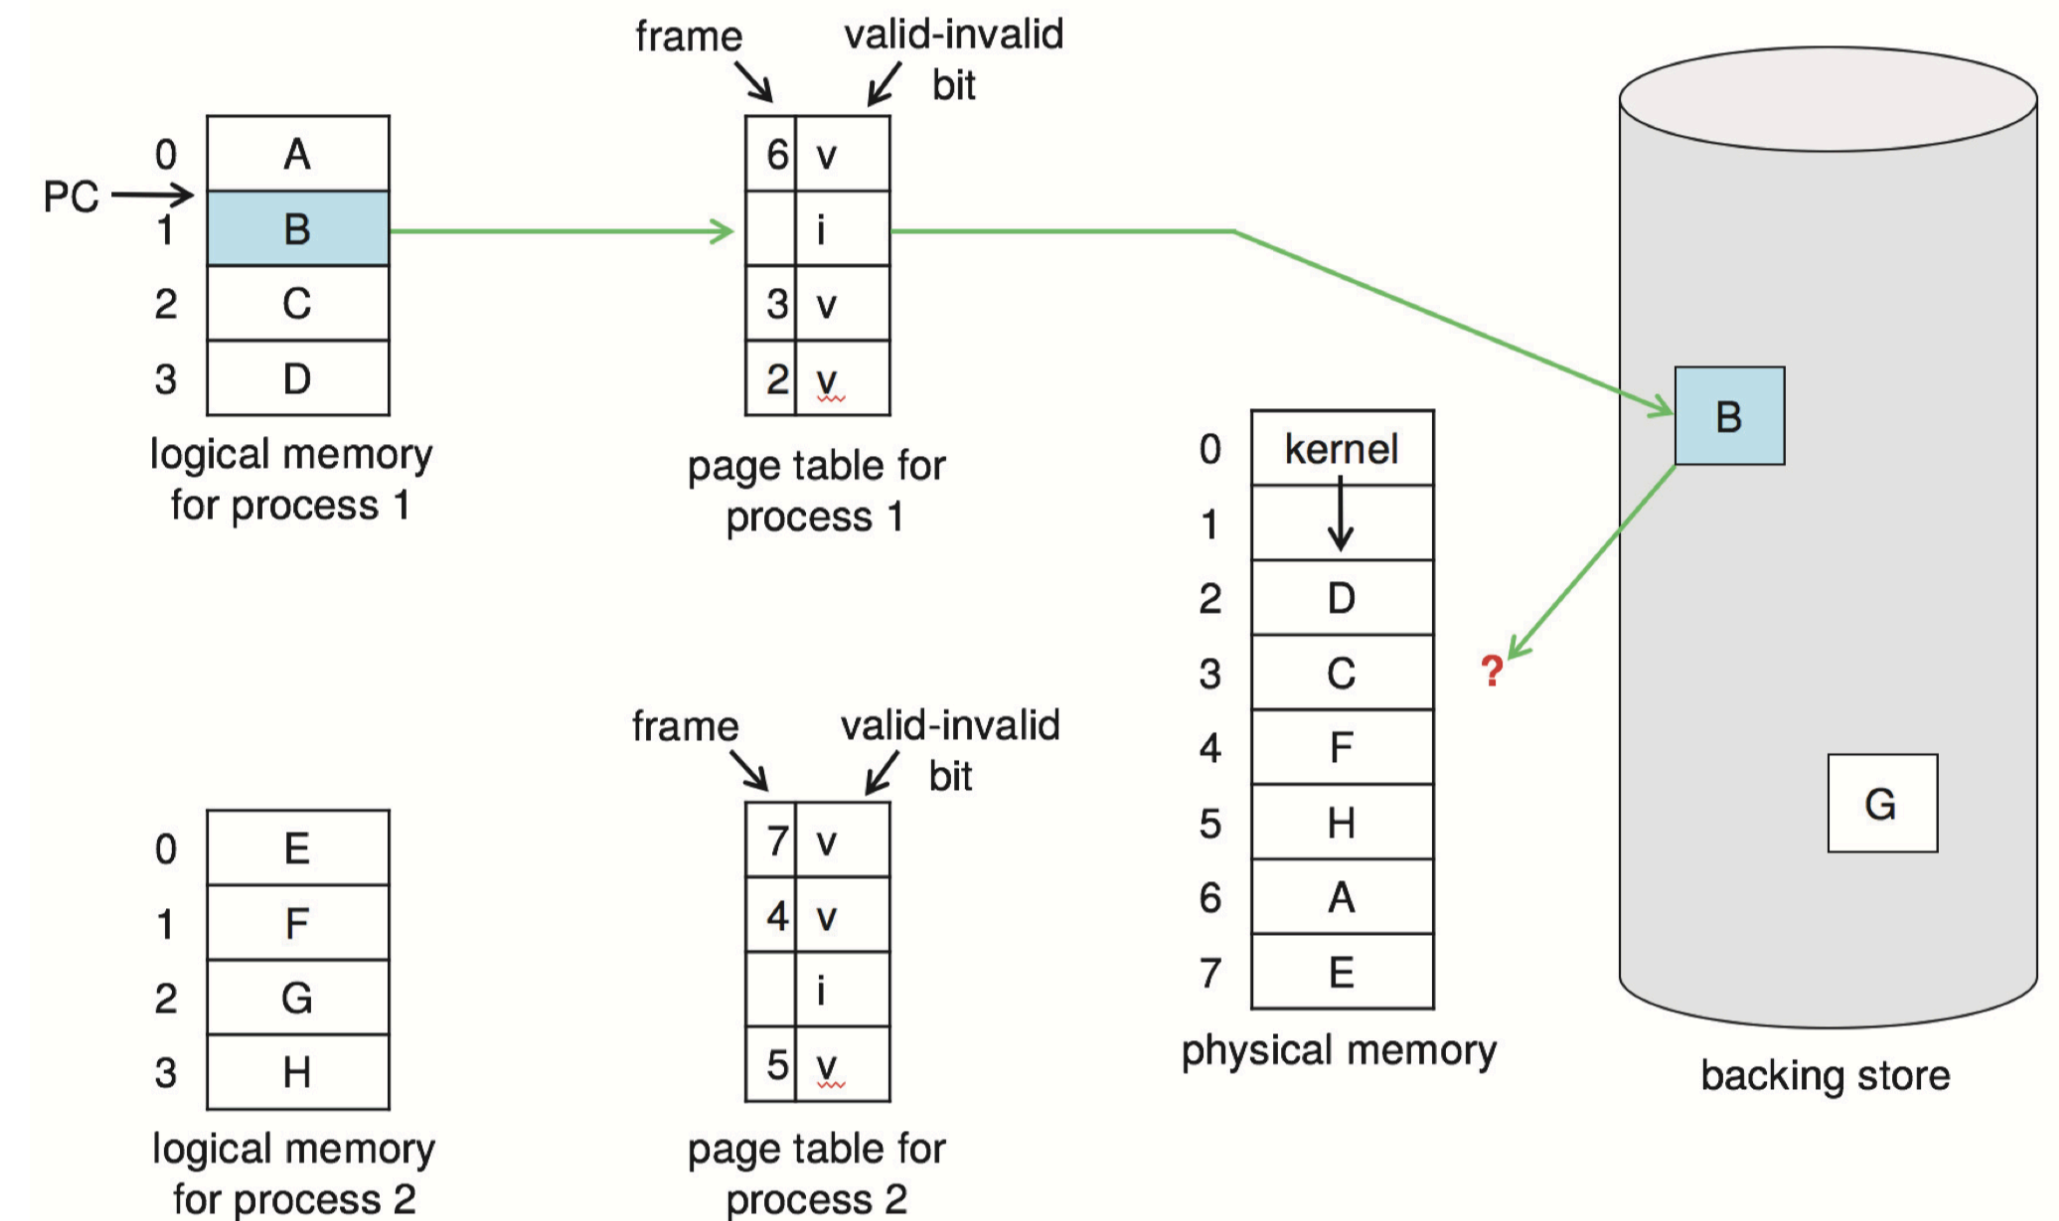 frame
valid-invalid
bit
PC
0 A
1 B
2 C
3 D
6 v
i
3 v
2 v
logical memory
for process 1
page table for
process 1
0 kernel
1
2 D
3 C
4 F
5 H
6 A
7 E
physical memory
B
?
G
backing store
frame
valid-invalid
bit
0 E
1 F
2 G
3 H
7 v
4 v
i
5 v
logical memory
for process 2
page table for
process 2